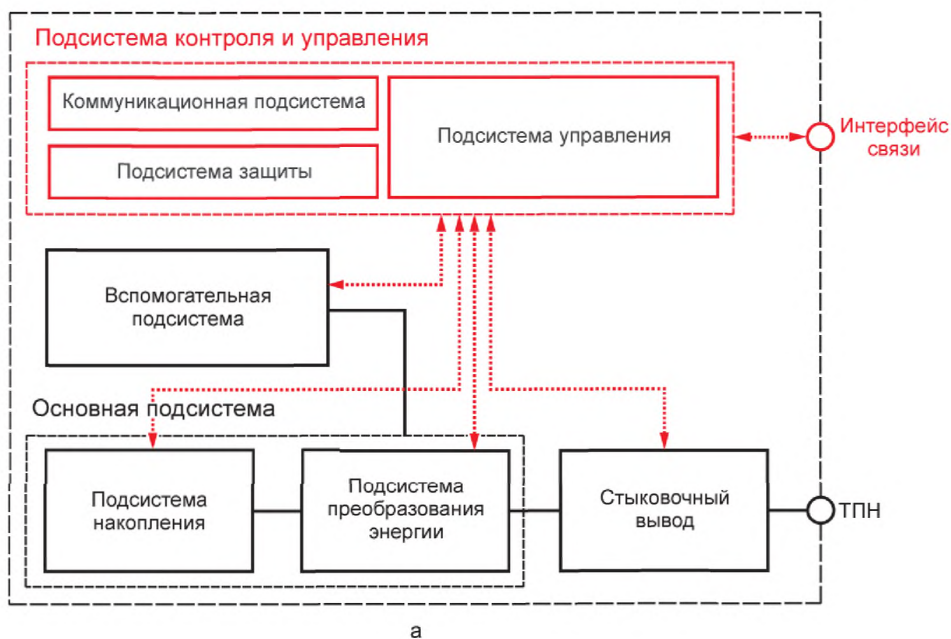 Подсистема контроля и управления
Коммуникационная подсистема
Подсистема защиты
Подсистема управления
Интерфейс
связи
Вспомогательная
подсистема
Основная подсистема
Подсистема
накопления
Подсистема
преобразования
энергии
Стыковочный
вывод
ТПН
а